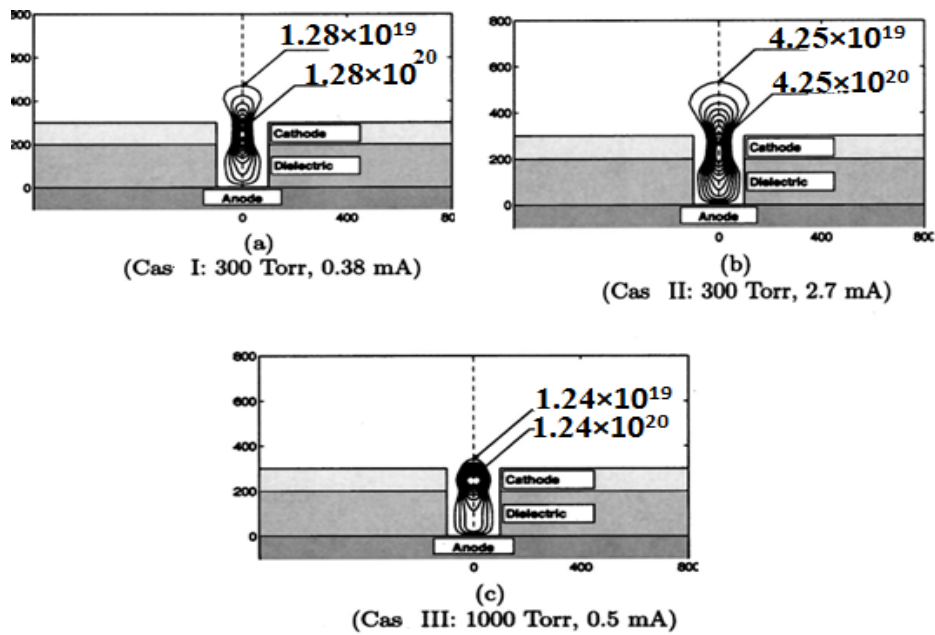 800
600
400
200
0
1.28×10¹⁹
1.28×10²⁰
Cathode
Dielectric
Anode
0
400
80
(a)
(Cas I: 300 Torr, 0.38 mA)
800
600
400
200
0
4.25×10¹⁹
4.25×10²⁰
Cathode
Dielectric
Anode
0
400
800
(b)
(Cas II: 300 Torr, 2.7 mA)
800
600
400
200
0
1.24×10¹⁹
1.24×10²⁰
Cathode
Dielectric
Anode
0
400
800
(c)
(Cas III: 1000 Torr, 0.5 mA)